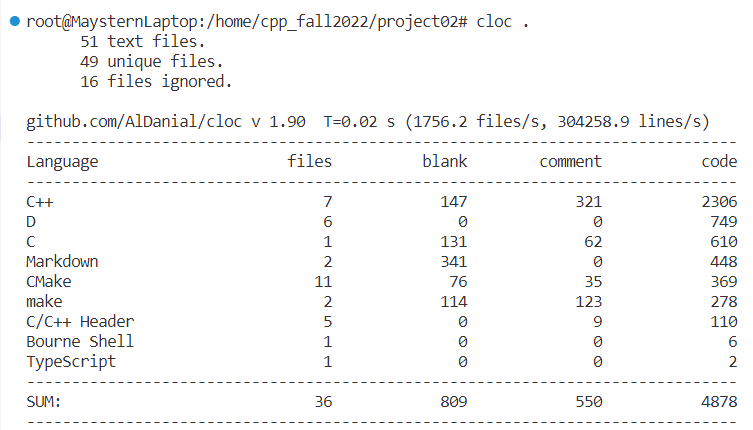 root@MaysternLaptop:/home/cpp_fall2022/project02# cloc .
      51 text files.
      49 unique files.
      16 files ignored.

github.com/AlDanial/cloc v 1.90  T=0.02 s (1756.2 files/s, 304258.9 lines/s)
-------------------------------------------------------------------------------
Language                     files          blank        comment           code
-------------------------------------------------------------------------------
C++                              7            147            321           2306
D                                6              0              0            749
C                                1            131             62            610
Markdown                         2            341              0            448
CMake                           11             76             35            369
make                             2            114            123            278
C/C++ Header                     5              0              9            110
Bourne Shell                     1              0              0              6
TypeScript                       1              0              0              2
-------------------------------------------------------------------------------
SUM:                            36            809            550           4878
-------------------------------------------------------------------------------